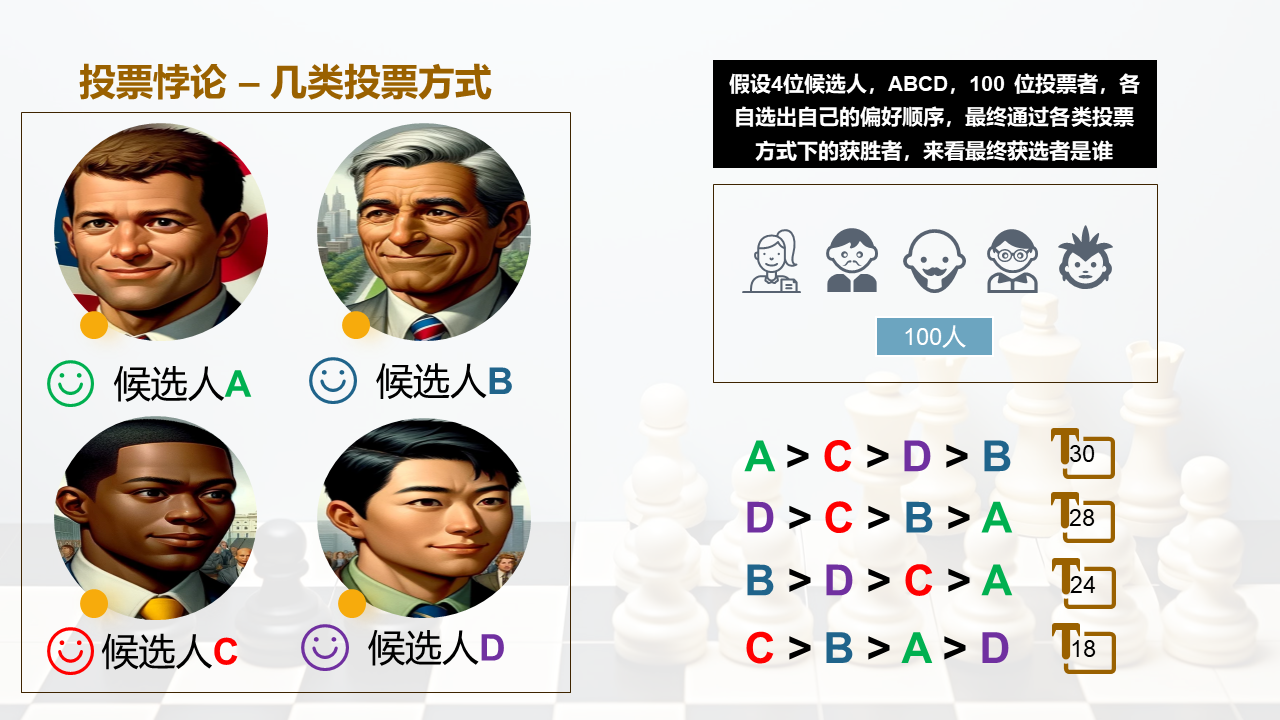 投票悖论 – 几类投票方式
候选人A
候选人B
候选人C
候选人D
假设4位候选人，ABCD，100 位投票者，各
自选出自己的偏好顺序，最终通过各类投票
方式下的获胜者，来看最终获选者是谁
100人
A > C > D > B
T 30
D > C > B > A
T 28
B > D > C > A
T 24
C > B > A > D
T 18